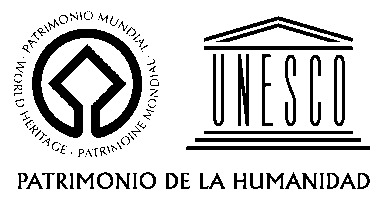 PATRIMONIO MUNDIAL · WORLD HERITAGE · PATRIMOINE MONDIAL ·
UNESCO
PATRIMONIO DE LA HUMANIDAD